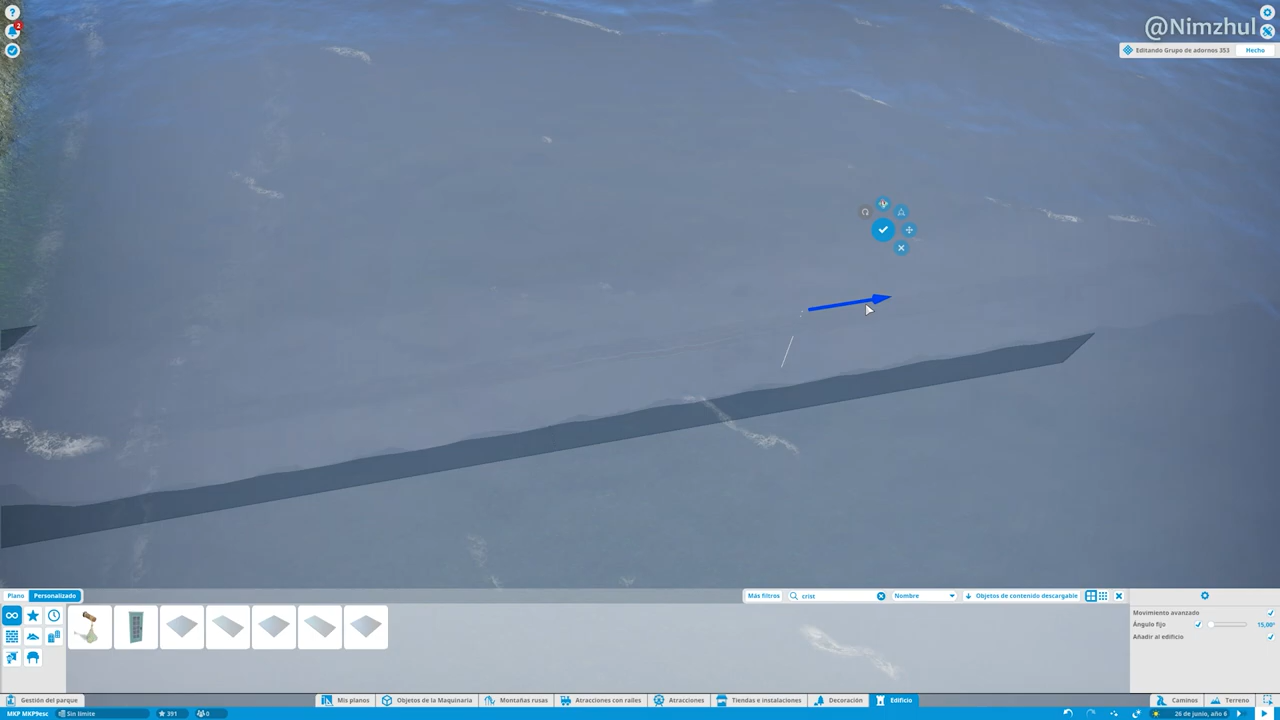 ?
2
@Nimzhul
Editando Grupo de adornos 353
Hecho
Plano
Personalizado
Más filtros
crist
Nombre
Objetos de contenido descargable
Movimiento avanzado
Ángulo fijo
15,00°
Añadir al edificio
Gestión del parque
Mis planos
Objetos de la Maquinaria
Montañas rusas
Atracciones con raíles
Atracciones
Tiendas e instalaciones
Decoración
Edificio
Caminos
Terreno
MKP MKP9esc
Sin límite
391
0
26 de junio, año 6